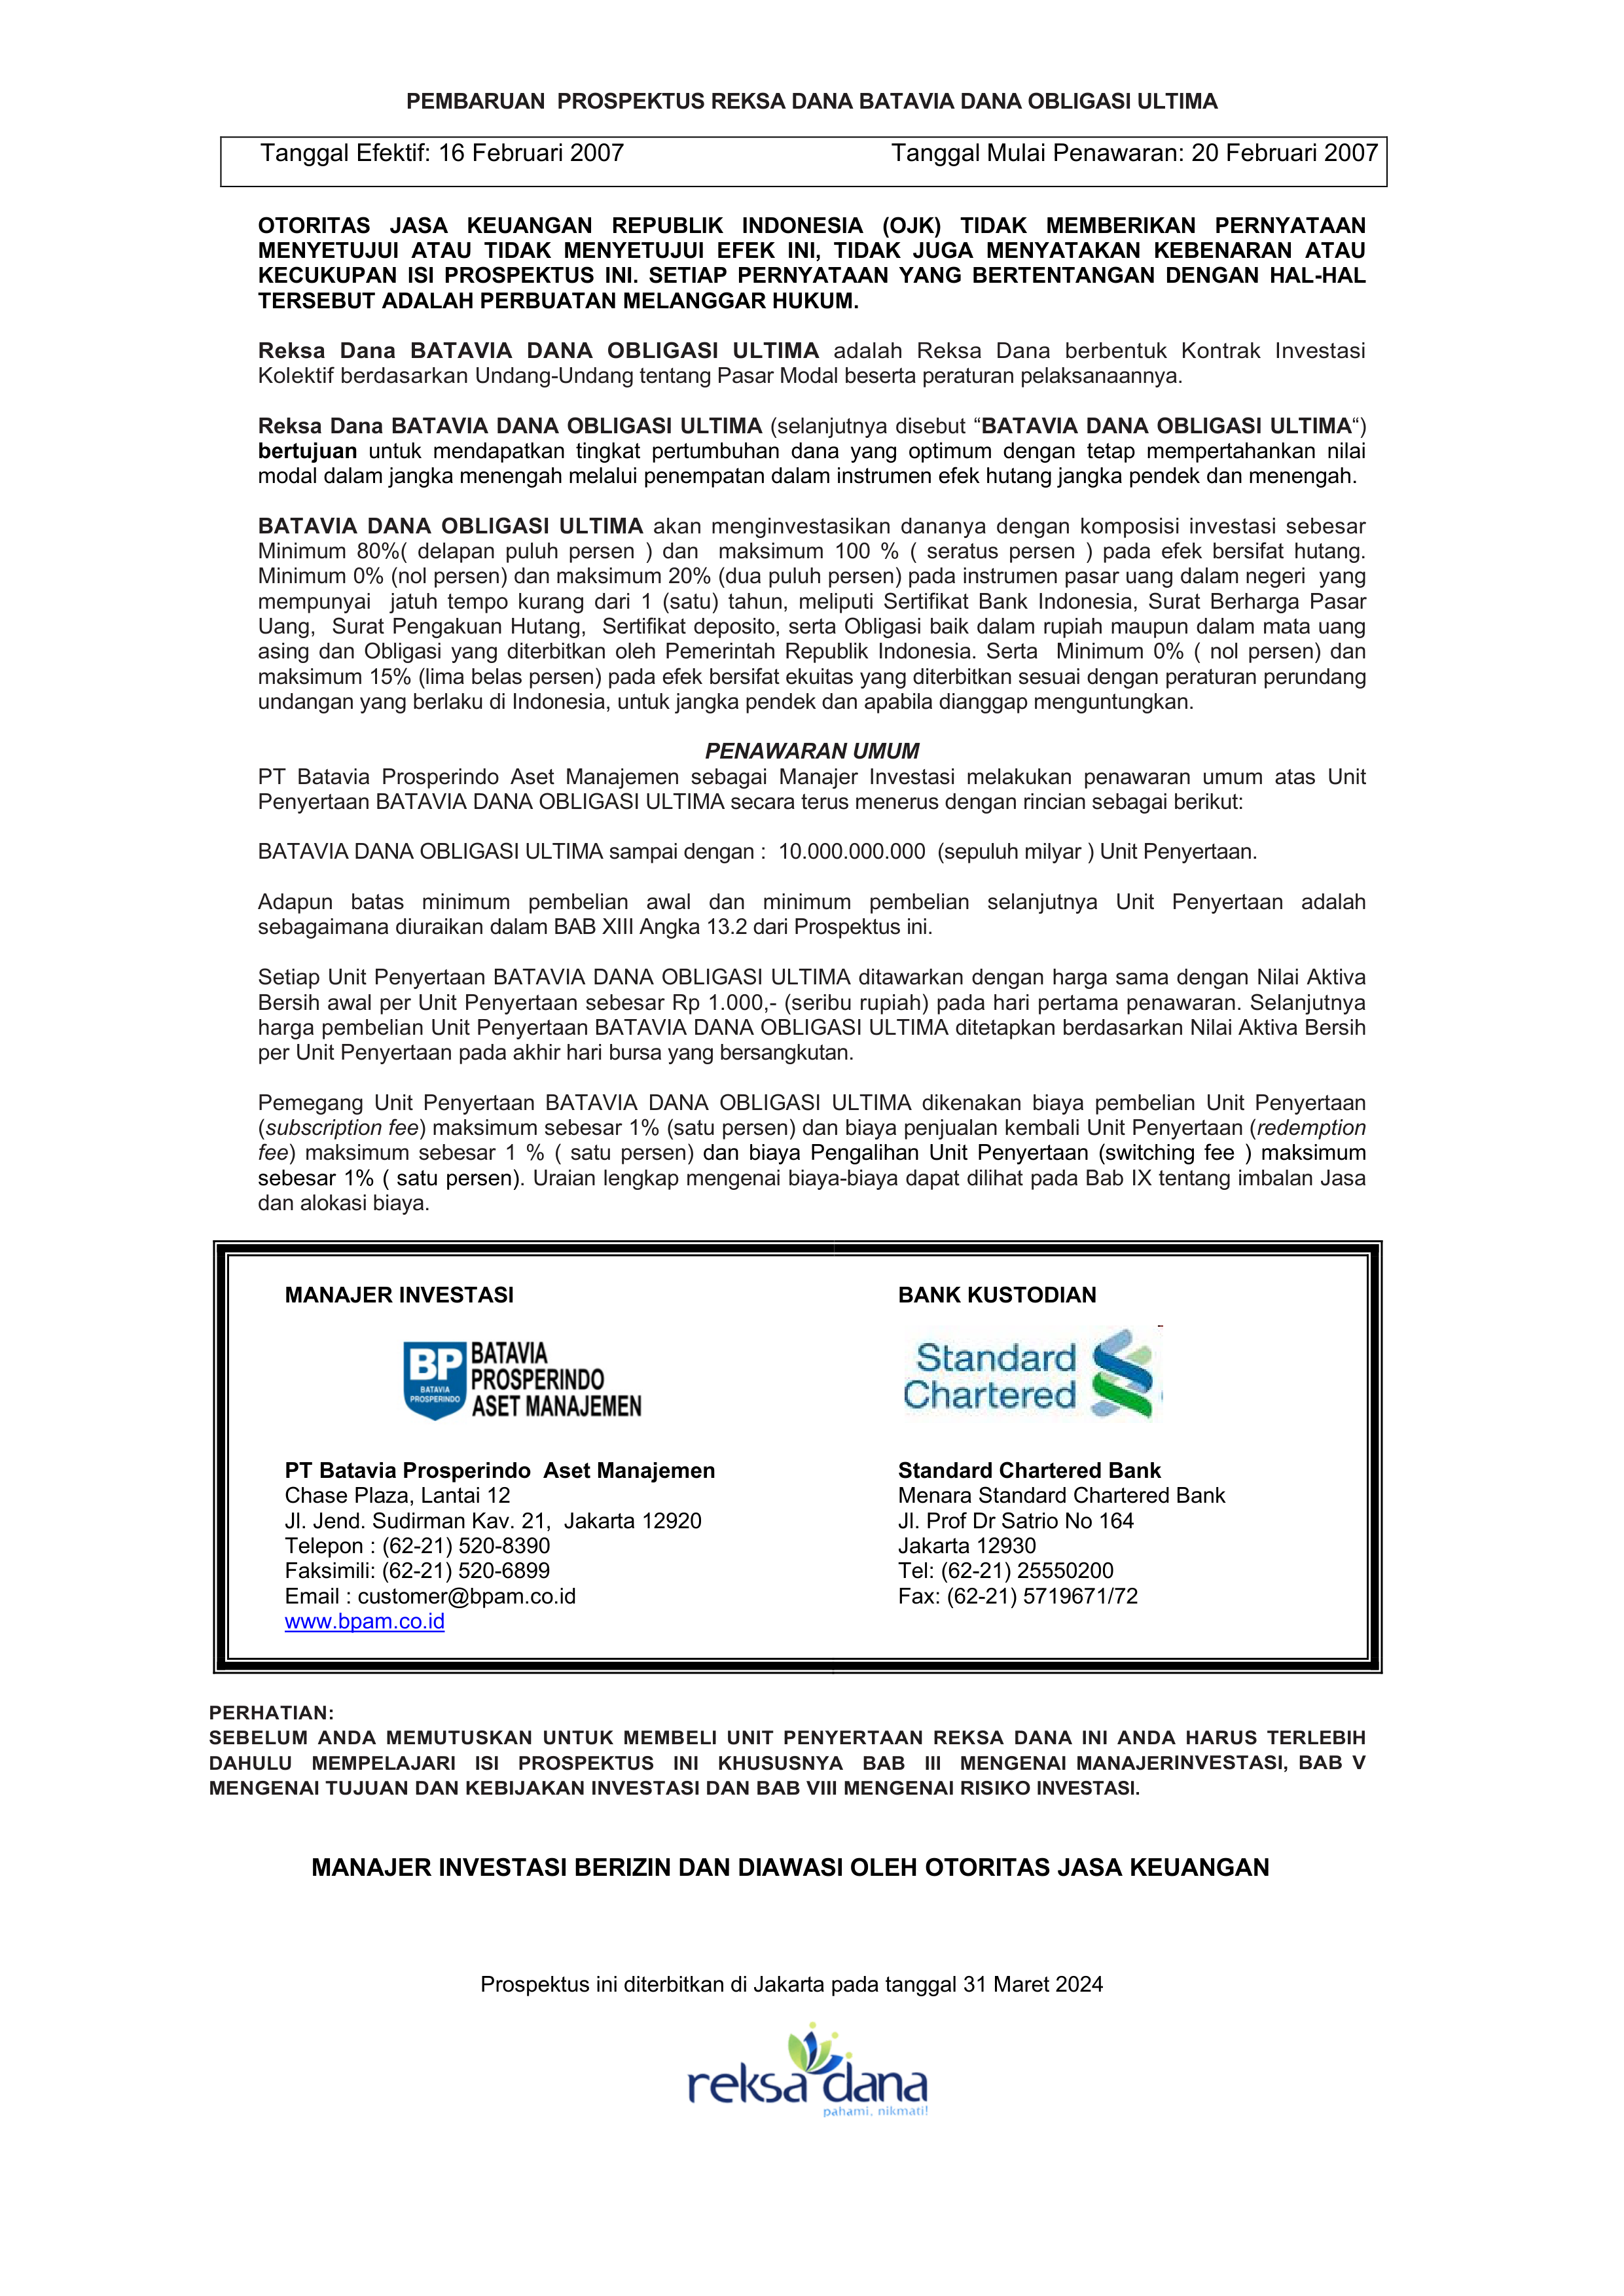 PEMBARUAN PROSPEKTUS REKSA DANA BATAVIA DANA OBLIGASI ULTIMA
Tanggal Efektif: 16 Februari 2007 Tanggal Mulai Penawaran: 20 Februari 2007
OTORITAS JASA KEUANGAN REPUBLIK INDONESIA (OJK) TIDAK MEMBERIKAN PERNYATAAN
MENYETUJUI ATAU TIDAK MENYETUJUI EFEK INI, TIDAK JUGA MENYATAKAN KEBENARAN ATAU
KECUKUPAN ISI PROSPEKTUS INI. SETIAP PERNYATAAN YANG BERTENTANGAN DENGAN HAL-HAL
TERSEBUT ADALAH PERBUATAN MELANGGAR HUKUM.
Reksa Dana BATAVIA DANA OBLIGASI ULTIMA adalah Reksa Dana berbentuk Kontrak Investasi
Kolektif berdasarkan Undang-Undang tentang Pasar Modal beserta peraturan pelaksanaannya.
Reksa Dana BATAVIA DANA OBLIGASI ULTIMA (selanjutnya disebut “BATAVIA DANA OBLIGASI ULTIMA“)
bertujuan untuk mendapatkan tingkat pertumbuhan dana yang optimum dengan tetap mempertahankan nilai
modal dalam jangka menengah melalui penempatan dalam instrumen efek hutang jangka pendek dan menengah.
BATAVIA DANA OBLIGASI ULTIMA akan menginvestasikan dananya dengan komposisi investasi sebesar
Minimum 80%( delapan puluh persen ) dan maksimum 100 % ( seratus persen ) pada efek bersifat hutang.
Minimum 0% (nol persen) dan maksimum 20% (dua puluh persen) pada instrumen pasar uang dalam negeri yang
mempunyai jatuh tempo kurang dari 1 (satu) tahun, meliputi Sertifikat Bank Indonesia, Surat Berharga Pasar
Uang, Surat Pengakuan Hutang, Sertifikat deposito, serta Obligasi baik dalam rupiah maupun dalam mata uang
asing dan Obligasi yang diterbitkan oleh Pemerintah Republik Indonesia. Serta Minimum 0% ( nol persen) dan
maksimum 15% (lima belas persen) pada efek bersifat ekuitas yang diterbitkan sesuai dengan peraturan perundang
undangan yang berlaku di Indonesia, untuk jangka pendek dan apabila dianggap menguntungkan.
PENAWARAN UMUM
PT Batavia Prosperindo Aset Manajemen sebagai Manajer Investasi melakukan penawaran umum atas Unit
Penyertaan BATAVIA DANA OBLIGASI ULTIMA secara terus menerus dengan rincian sebagai berikut:
BATAVIA DANA OBLIGASI ULTIMA sampai dengan : 10.000.000.000 (sepuluh milyar ) Unit Penyertaan.
Adapun batas minimum pembelian awal dan minimum pembelian selanjutnya Unit Penyertaan adalah
sebagaimana diuraikan dalam BAB XIII Angka 13.2 dari Prospektus ini.
Setiap Unit Penyertaan BATAVIA DANA OBLIGASI ULTIMA ditawarkan dengan harga sama dengan Nilai Aktiva
Bersih awal per Unit Penyertaan sebesar Rp 1.000,- (seribu rupiah) pada hari pertama penawaran. Selanjutnya
harga pembelian Unit Penyertaan BATAVIA DANA OBLIGASI ULTIMA ditetapkan berdasarkan Nilai Aktiva Bersih
per Unit Penyertaan pada akhir hari bursa yang bersangkutan.
Pemegang Unit Penyertaan BATAVIA DANA OBLIGASI ULTIMA dikenakan biaya pembelian Unit Penyertaan
(subscription fee) maksimum sebesar 1% (satu persen) dan biaya penjualan kembali Unit Penyertaan (redemption
fee) maksimum sebesar 1 % ( satu persen) dan biaya Pengalihan Unit Penyertaan (switching fee ) maksimum
sebesar 1% ( satu persen). Uraian lengkap mengenai biaya-biaya dapat dilihat pada Bab IX tentang imbalan Jasa
dan alokasi biaya.
MANAJER INVESTASI
BP BATAVIA PROSPERINDO
BATAVIA
PROSPERINDO
ASET MANAJEMEN
PT Batavia Prosperindo Aset Manajemen
Chase Plaza, Lantai 12
Jl. Jend. Sudirman Kav. 21, Jakarta 12920
Telepon : (62-21) 520-8390
Faksimili: (62-21) 520-6899
Email : customer@bpam.co.id
www.bpam.co.id
BANK KUSTODIAN
Standard
Chartered
Standard Chartered Bank
Menara Standard Chartered Bank
Jl. Prof Dr Satrio No 164
Jakarta 12930
Tel: (62-21) 25550200
Fax: (62-21) 5719671/72
PERHATIAN:
SEBELUM ANDA MEMUTUSKAN UNTUK MEMBELI UNIT PENYERTAAN REKSA DANA INI ANDA HARUS TERLEBIH
DAHULU MEMPELAJARI ISI PROSPEKTUS INI KHUSUSNYA BAB III MENGENAI MANAJERINVESTASI, BAB V
MENGENAI TUJUAN DAN KEBIJAKAN INVESTASI DAN BAB VIII MENGENAI RISIKO INVESTASI.
MANAJER INVESTASI BERIZIN DAN DIAWASI OLEH OTORITAS JASA KEUANGAN
Prospektus ini diterbitkan di Jakarta pada tanggal 31 Maret 2024
reksa dana
pahami, nikmati!